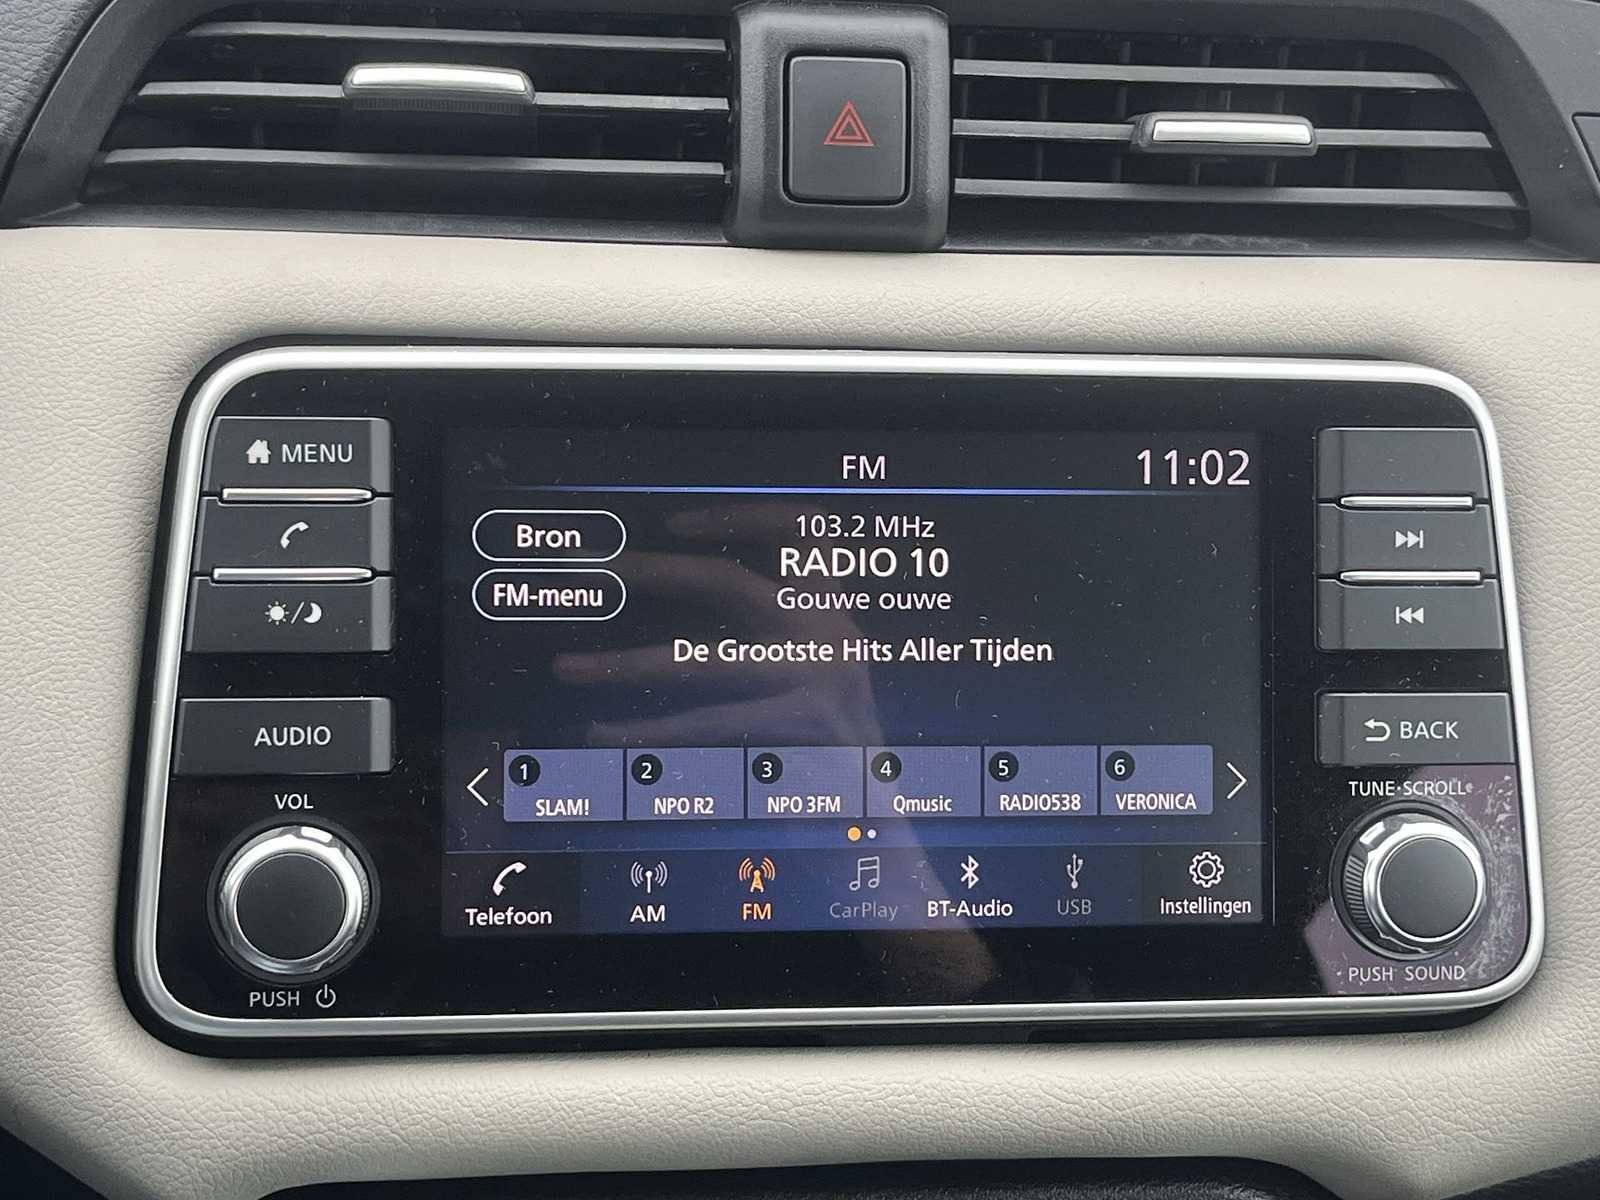 MENU
AUDIO
VOL
PUSH
FM
11:02
Bron
FM-menu
103.2 MHz
RADIO 10
Gouwe ouwe
De Grootste Hits Aller Tijden
1 SLAM!
2 NPO R2
3 NPO 3FM
4 Qmusic
5 RADIO538
6 VERONICA
Telefoon
AM
FM
CarPlay
BT-Audio
USB
Instellingen
BACK
TUNE·SCROLL
PUSH SOUND